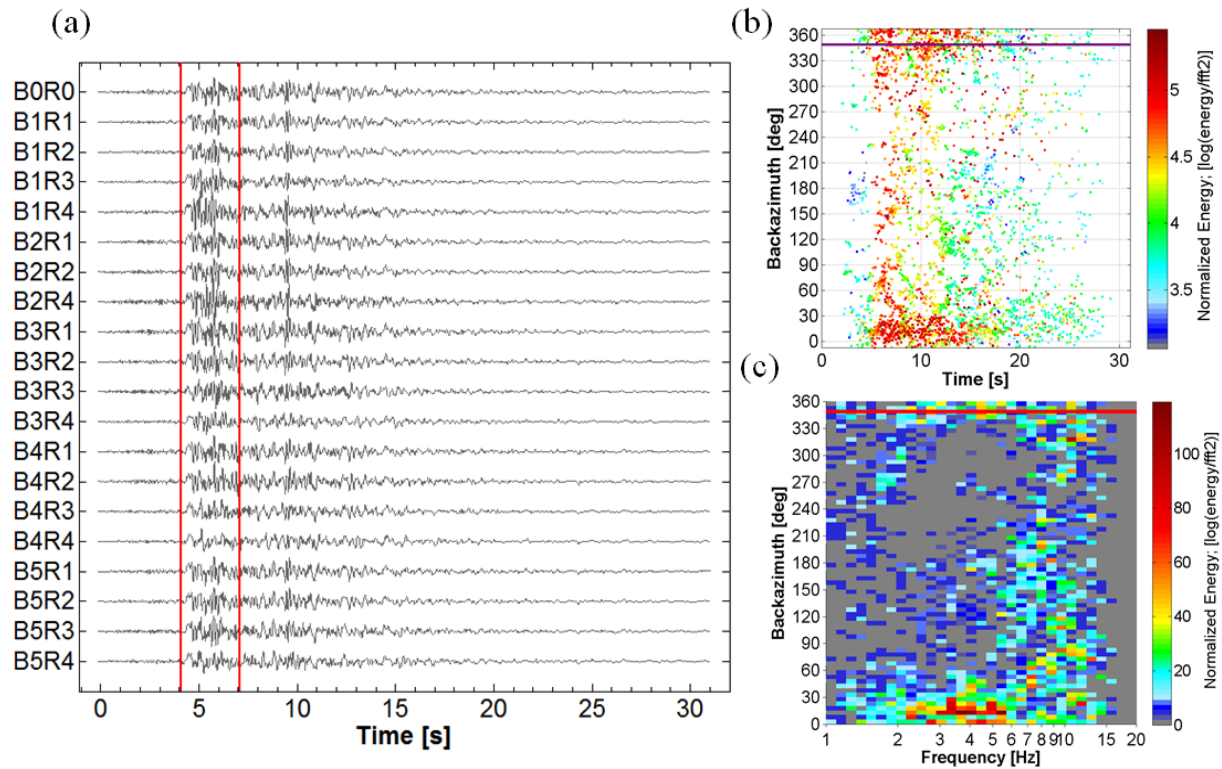 (a)
B0R0
B1R1
B1R2
B1R3
B1R4
B2R1
B2R2
B2R4
B3R1
B3R2
B3R3
B3R4
B4R1
B4R2
B4R3
B4R4
B5R1
B5R2
B5R3
B5R4
0 5 10 15 20 25 30
Time [s]
(b)
360
330
300
270
240
210
180
150
120
90
60
30
0
Backazimuth [deg]
0 10 20 30
Time [s]
5
4.5
4
3.5
Normalized Energy; [log(energy/fft2)]
(c)
360
330
300
270
240
210
180
150
120
90
60
30
0
Backazimuth [deg]
1 2 3 4 5 6 7 8 9 10 15 20
Frequency [Hz]
100
80
60
40
20
0
Normalized Energy; [log(energy/fft2)]